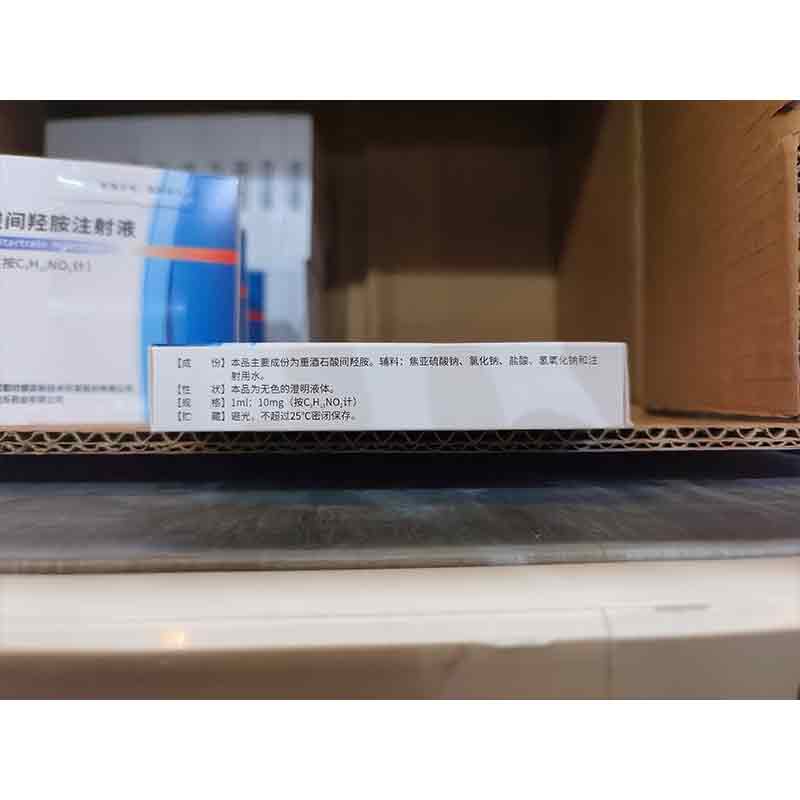 间羟胺注射液
按C₉H₁₃NO₂计）
【成　份】本品主要成份为重酒石酸间羟胺。辅料：焦亚硫酸钠、氯化钠、盐酸、氢氧化钠和注
射用水。
【性　状】本品为无色的澄明液体。
【规　格】1ml：10mg（按C₉H₁₃NO₂计）
【贮　藏】避光，不超过25℃密闭保存。